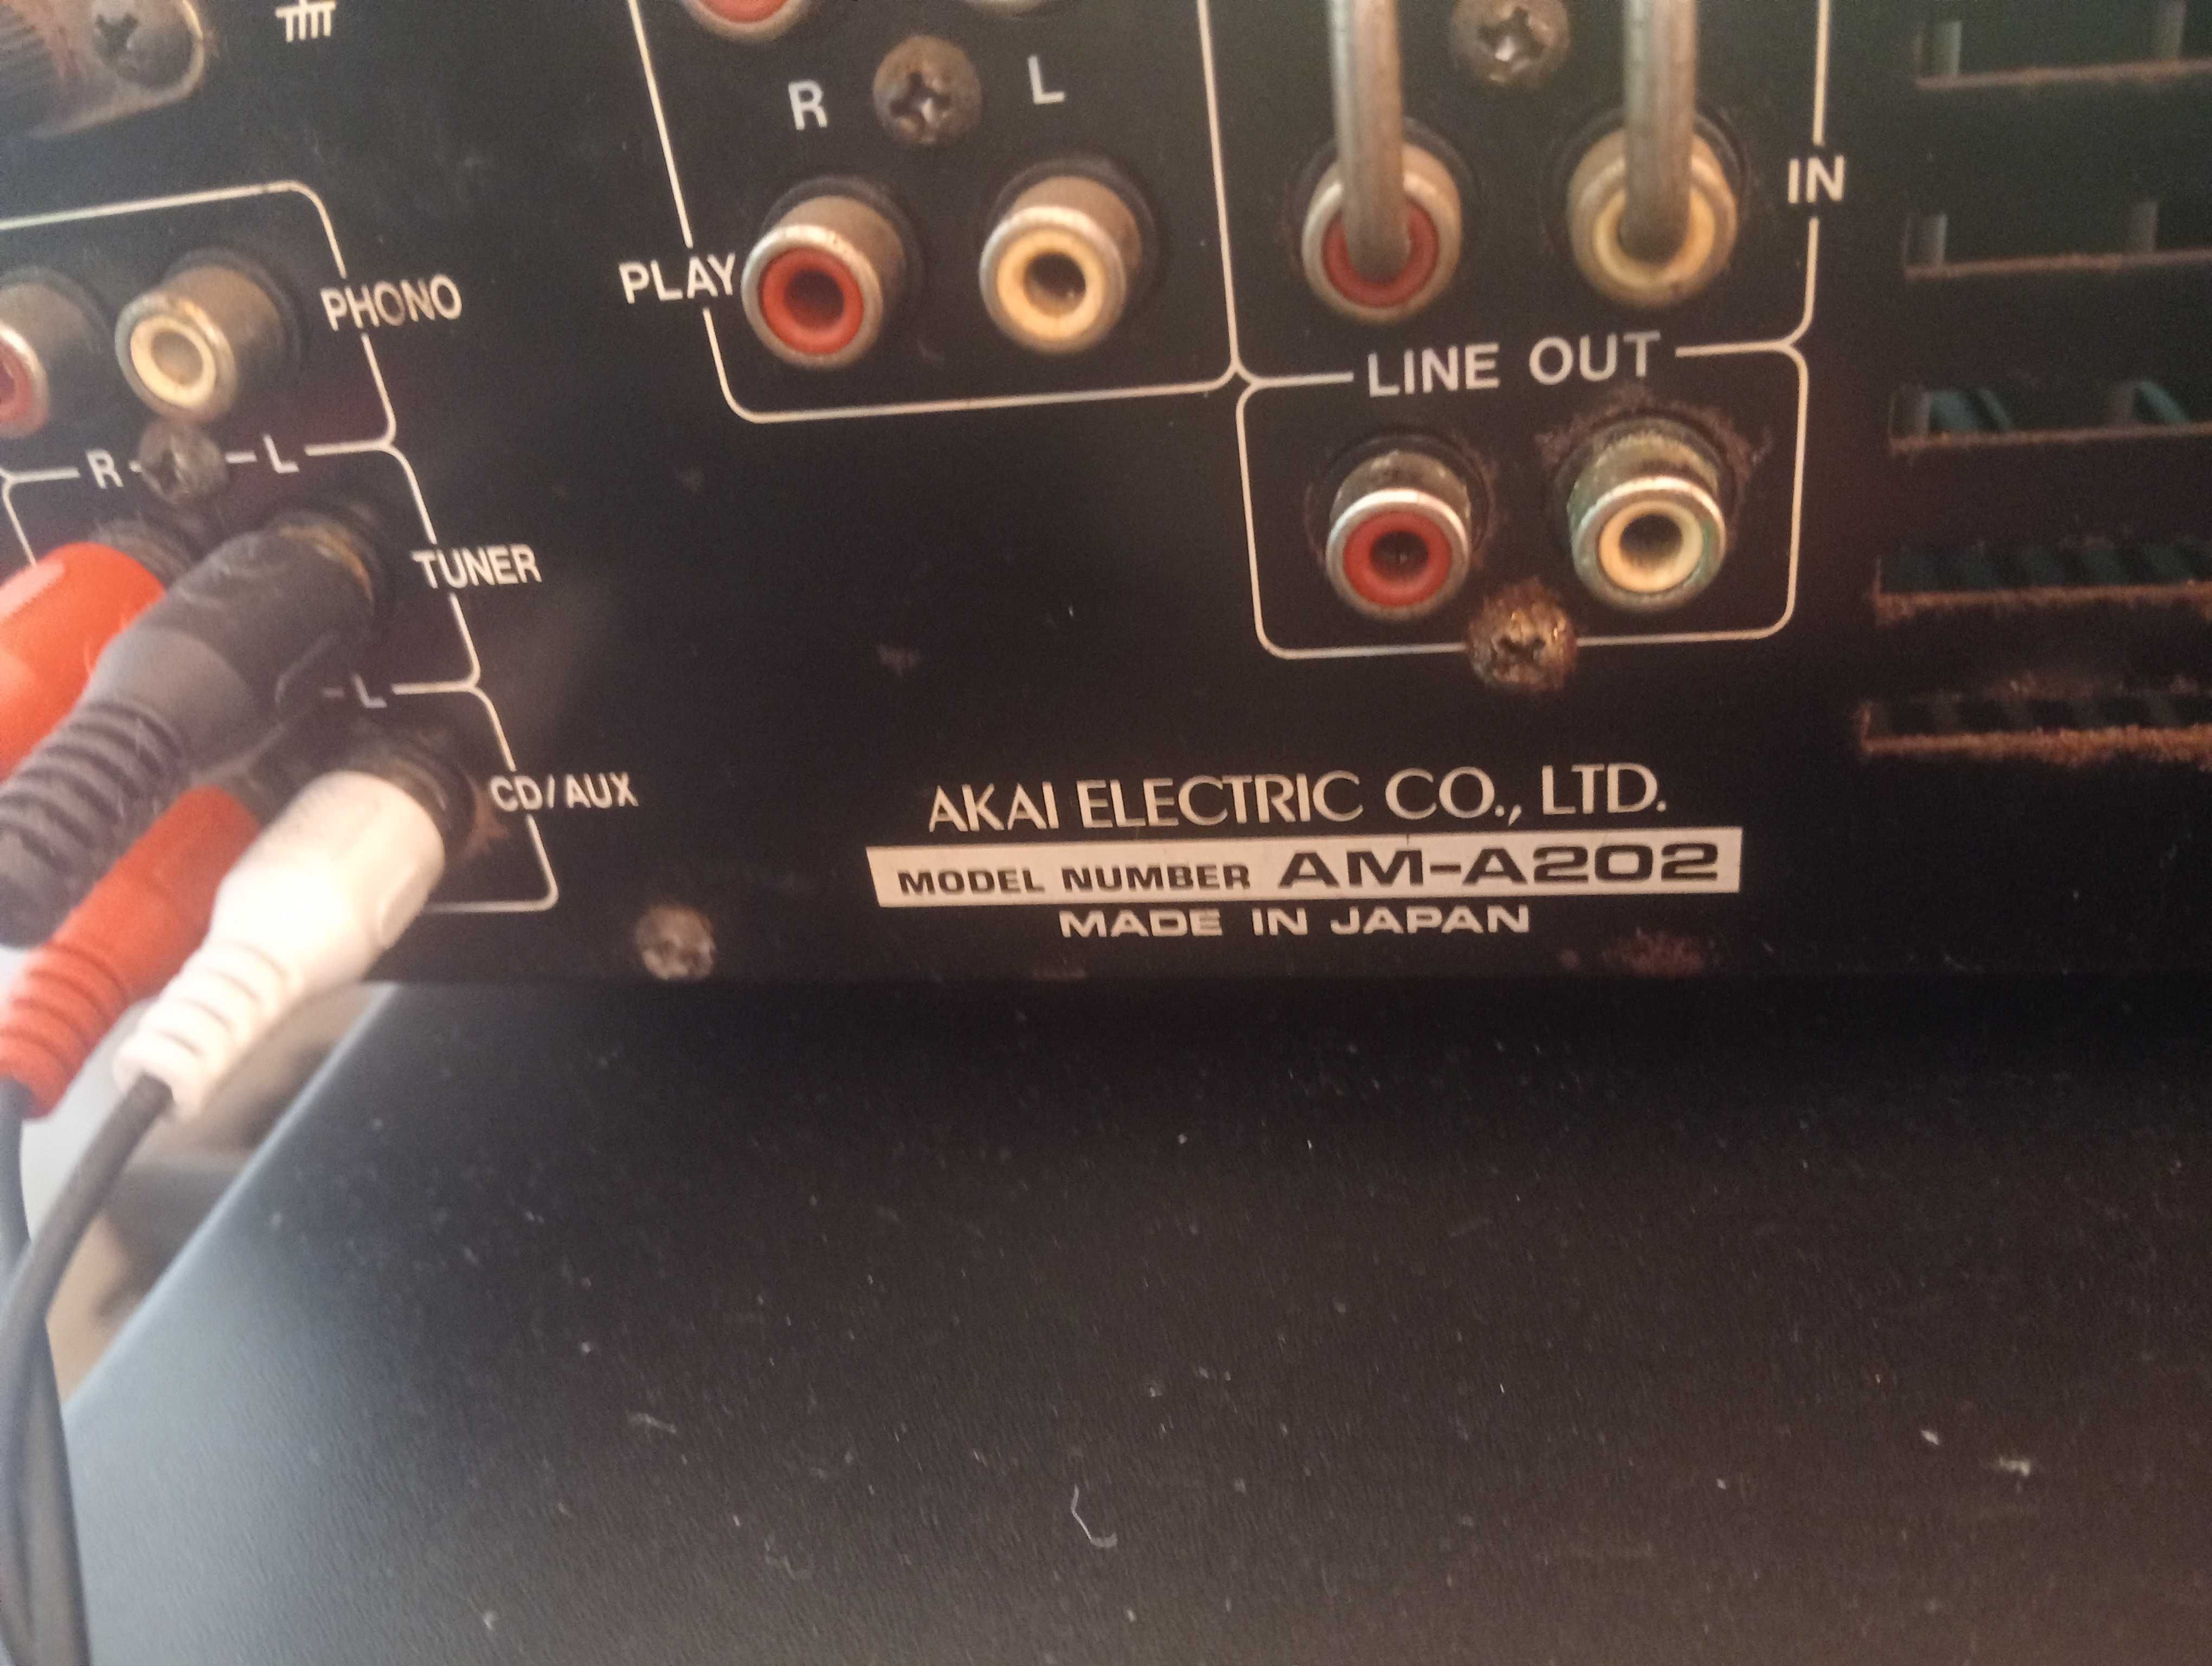 R L
IN
PLAY
PHONO
LINE OUT
R L
TUNER
L
CD/AUX
AKAI ELECTRIC CO., LTD.
MODEL NUMBER AM-A202
MADE IN JAPAN